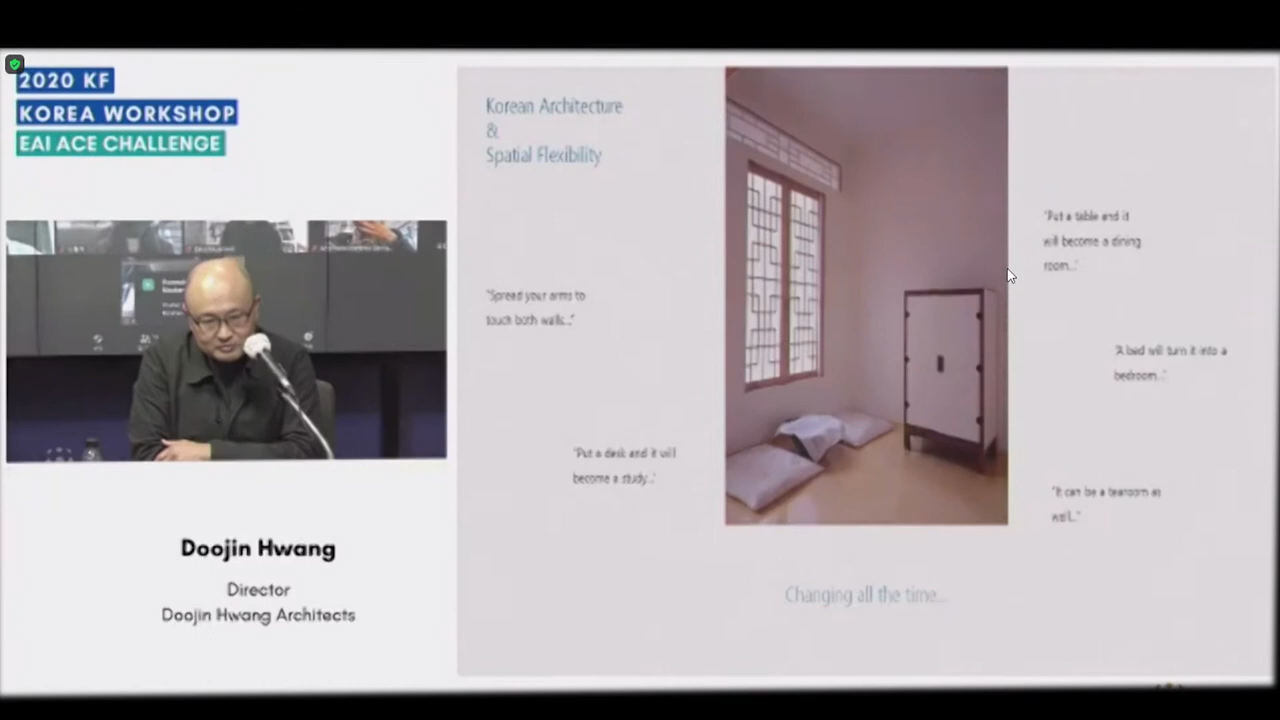 2020 KF
KOREA WORKSHOP
EAI ACE CHALLENGE
Doojin Hwang
Director
Doojin Hwang Architects
Korean Architecture
&
Spatial Flexibility
"Spread your arms to
touch both walls..."
"Put a desk and it will
become a study..."
"Put a table and it
will become a dining
room..."
"A bed will turn it into a
bedroom..."
"It can be a tearoom as
well..."
Changing all the time...